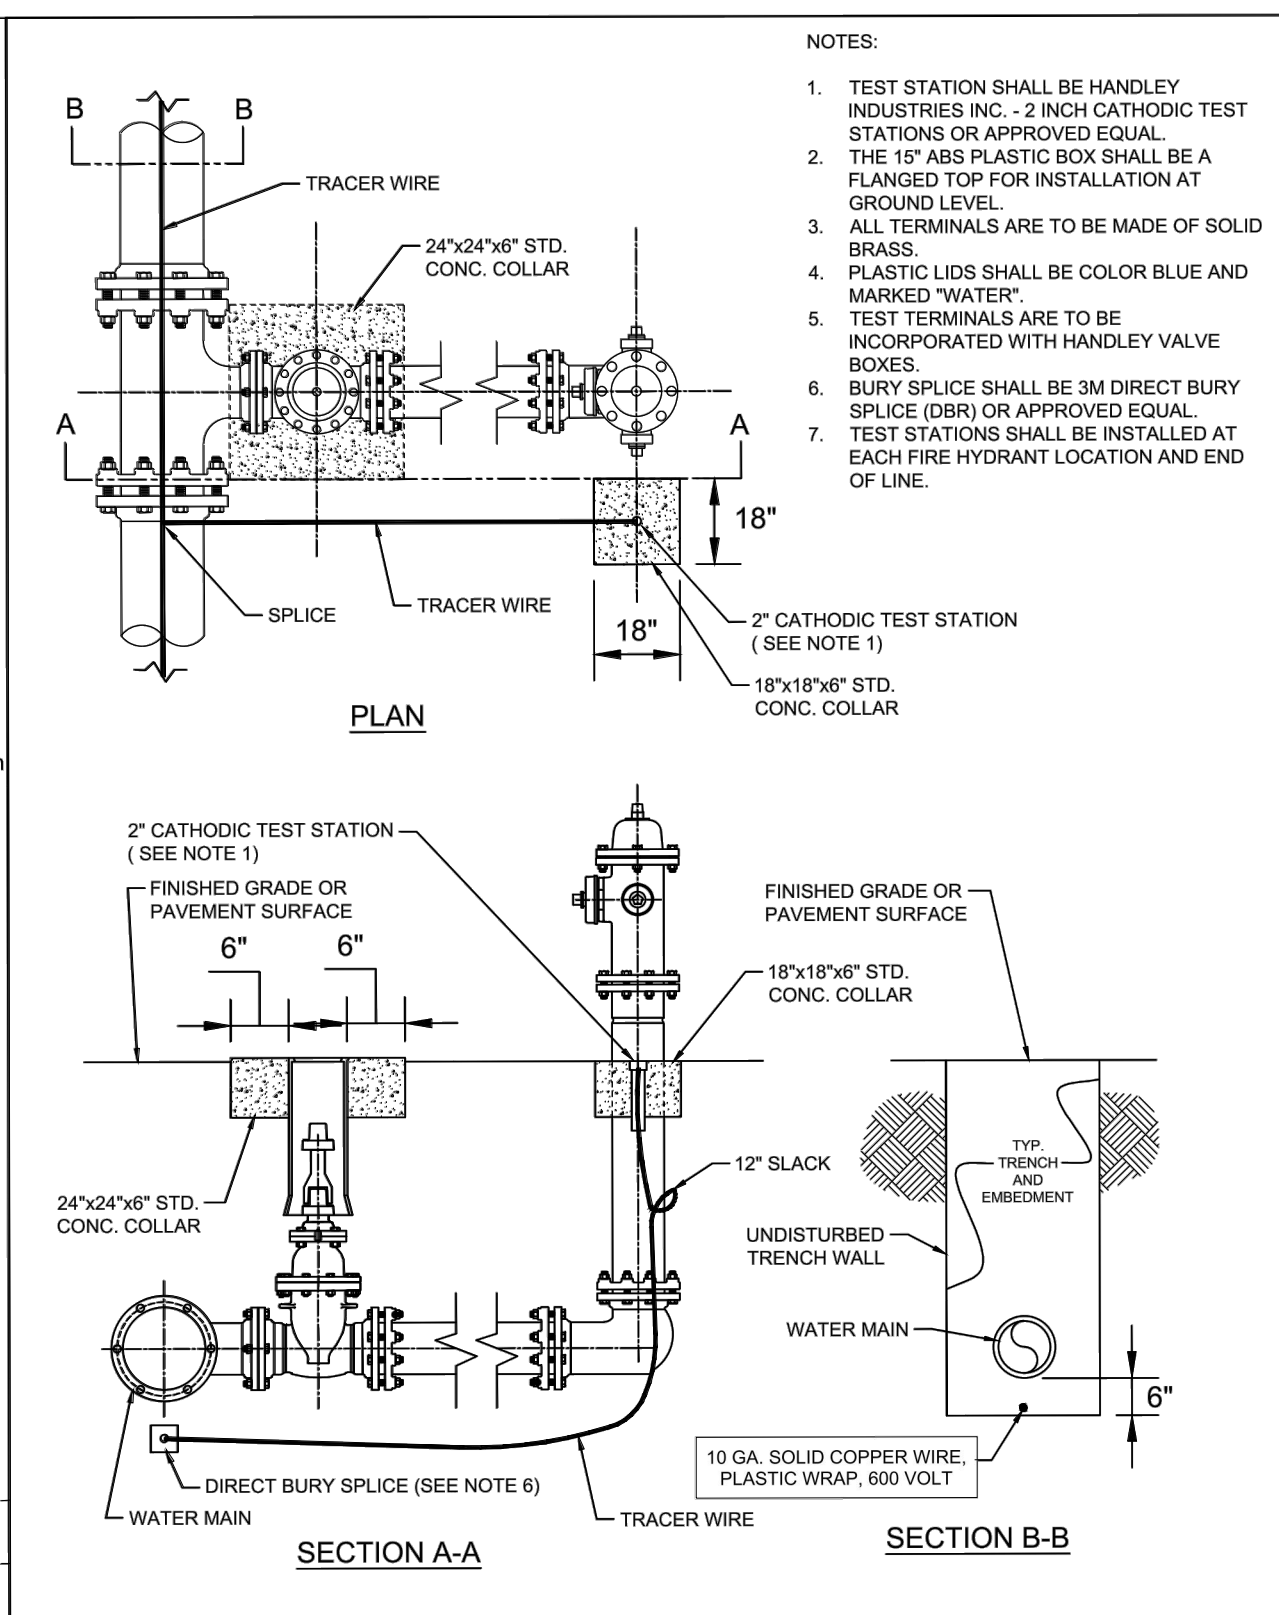 NOTES:
1. TEST STATION SHALL BE HANDLEY
INDUSTRIES INC. - 2 INCH CATHODIC TEST
STATIONS OR APPROVED EQUAL.
2. THE 15" ABS PLASTIC BOX SHALL BE A
FLANGED TOP FOR INSTALLATION AT
GROUND LEVEL.
3. ALL TERMINALS ARE TO BE MADE OF SOLID
BRASS.
4. PLASTIC LIDS SHALL BE COLOR BLUE AND
MARKED "WATER".
5. TEST TERMINALS ARE TO BE
INCORPORATED WITH HANDLEY VALVE
BOXES.
6. BURY SPLICE SHALL BE 3M DIRECT BURY
SPLICE (DBR) OR APPROVED EQUAL.
7. TEST STATIONS SHALL BE INSTALLED AT
EACH FIRE HYDRANT LOCATION AND END
OF LINE.
B
B
TRACER WIRE
24"x24"x6" STD.
CONC. COLLAR
A
A
18"
SPLICE
TRACER WIRE
18"
2" CATHODIC TEST STATION
( SEE NOTE 1)
18"x18"x6" STD.
CONC. COLLAR
PLAN
2" CATHODIC TEST STATION
( SEE NOTE 1)
FINISHED GRADE OR
PAVEMENT SURFACE
6"
6"
18"x18"x6" STD.
CONC. COLLAR
12" SLACK
24"x24"x6" STD.
CONC. COLLAR
DIRECT BURY SPLICE (SEE NOTE 6)
WATER MAIN
TRACER WIRE
SECTION A-A
FINISHED GRADE OR
PAVEMENT SURFACE
TYP.
TRENCH
AND
EMBEDMENT
UNDISTURBED
TRENCH WALL
WATER MAIN
6"
10 GA. SOLID COPPER WIRE,
PLASTIC WRAP, 600 VOLT
SECTION B-B